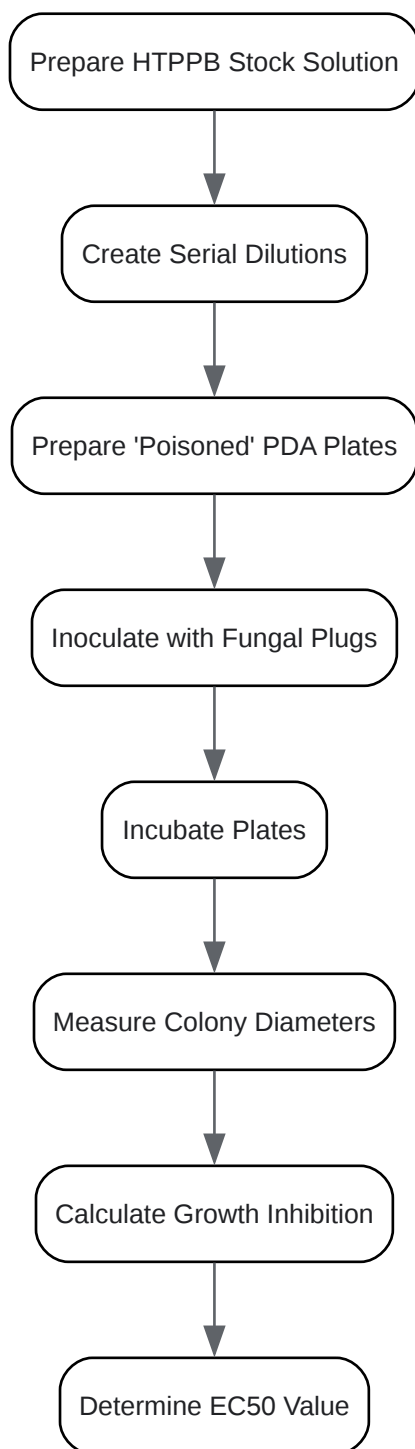 Prepare HTPPB Stock Solution
Create Serial Dilutions
Prepare 'Poisoned' PDA Plates
Inoculate with Fungal Plugs
Incubate Plates
Measure Colony Diameters
Calculate Growth Inhibition
Determine EC50 Value